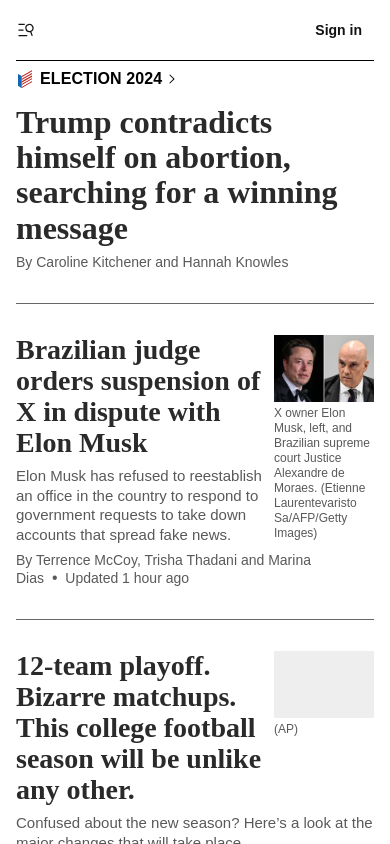 Sign in
ELECTION 2024
Trump contradicts
himself on abortion,
searching for a winning
message
By Caroline Kitchener and Hannah Knowles
Brazilian judge
orders suspension of
X in dispute with
Elon Musk
Elon Musk has refused to reestablish
an office in the country to respond to
government requests to take down
accounts that spread fake news.
By Terrence McCoy, Trisha Thadani and Marina
Dias • Updated 1 hour ago
X owner Elon
Musk, left, and
Brazilian supreme
court Justice
Alexandre de
Moraes. (Etienne
Laurentevaristo
Sa/AFP/Getty
Images)
12-team playoff.
Bizarre matchups.
This college football
season will be unlike
any other.
(AP)
Confused about the new season? Here’s a look at the
major changes that will take place